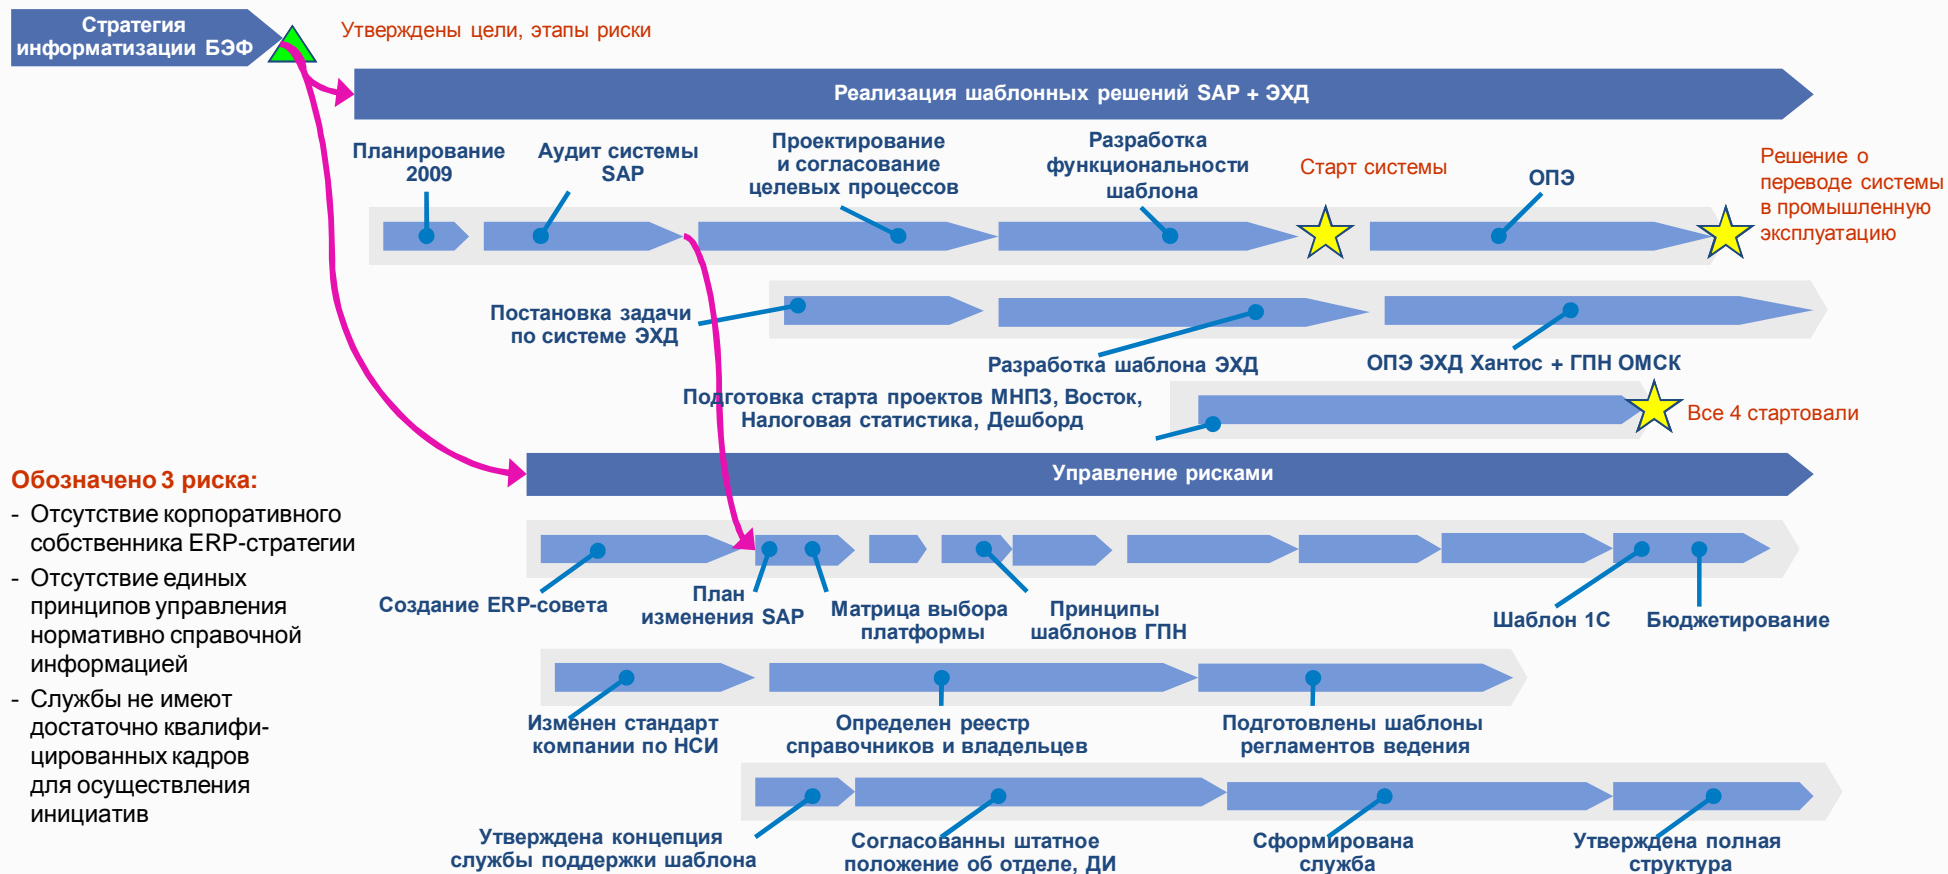 Стратегия
информатизации БЭФ
Утверждены цели, этапы риски
Реализация шаблонных решений SAP + ЭХД
Планирование
2009
Аудит системы
SAP
Проектирование
и согласование
целевых процессов
Разработка
функциональности
шаблона
Старт системы
ОПЭ
Решение о
переводе системы
в промышленную
эксплуатацию
Постановка задачи
по системе ЭХД
Разработка шаблона ЭХД
ОПЭ ЭХД Хантос + ГПН ОМСК
Подготовка старта проектов МНПЗ, Восток,
Налоговая статистика, Дешборд
Все 4 стартовали
Управление рисками
Обозначено 3 риска:
- Отсутствие корпоративного
собственника ERP-стратегии
- Отсутствие единых
принципов управления
нормативно справочной
информацией
- Службы не имеют
достаточно квалифи-
цированных кадров
для осуществления
инициатив
Создание ERP-совета
План
изменения SAP
Матрица выбора
платформы
Принципы
шаблонов ГПН
Шаблон 1С
Бюджетирование
Изменен стандарт
компании по НСИ
Определен реестр
справочников и владельцев
Подготовлены шаблоны
регламентов ведения
Утверждена концепция
службы поддержки шаблона
Согласованны штатное
положение об отделе, ДИ
Сформирована
служба
Утверждена полная
структура